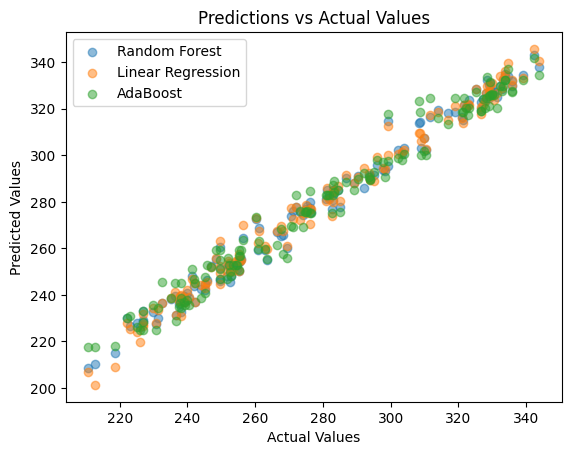 Predictions vs Actual Values
Random Forest
Linear Regression
AdaBoost
Predicted Values
340
320
300
280
260
240
220
200
220
240
260
280
300
320
340
Actual Values